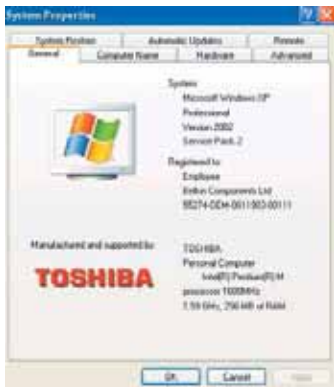 System Properties
System Restore Automatic Updates Remote
General Computer Name Hardware Advanced
System:
Microsoft Windows XP
Professional
Version 2002
Service Pack 2
Registered to:
Employee
Belkin Components Ltd
Manufactured and supported by:
TOSHIBA
TOSHIBA
Personal Computer
Intel(R) Pentium(R) M
processor 1600MHz
1.59 GHz, 256 MB of RAM
OK Cancel